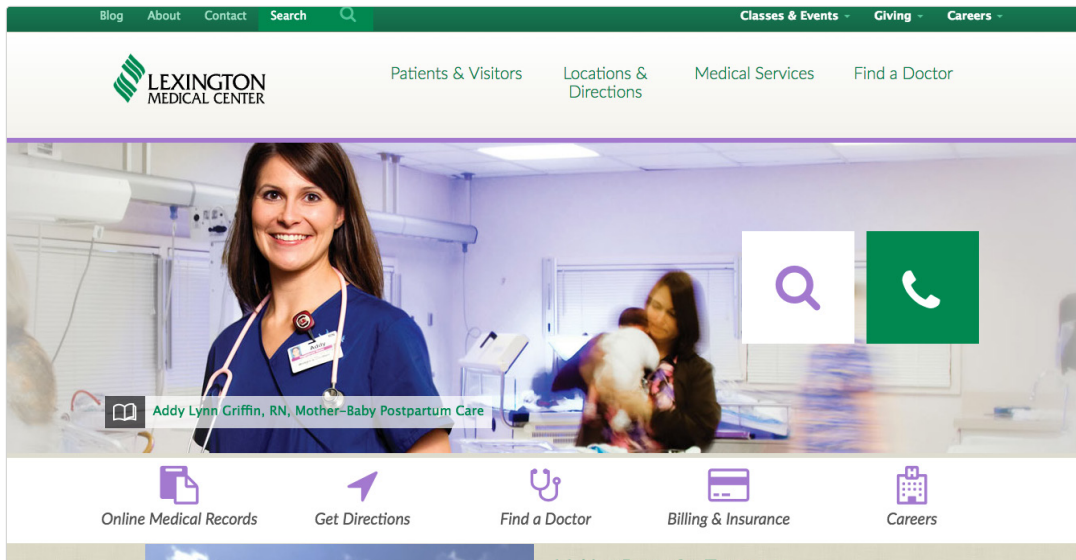 Blog About Contact Search Classes & Events Giving Careers
LEXINGTON
MEDICAL CENTER
Patients & Visitors
Locations &
Directions
Medical Services
Find a Doctor
Addy
Addy Lynn Griffin, RN, Mother-Baby Postpartum Care
Online Medical Records
Get Directions
Find a Doctor
Billing & Insurance
Careers